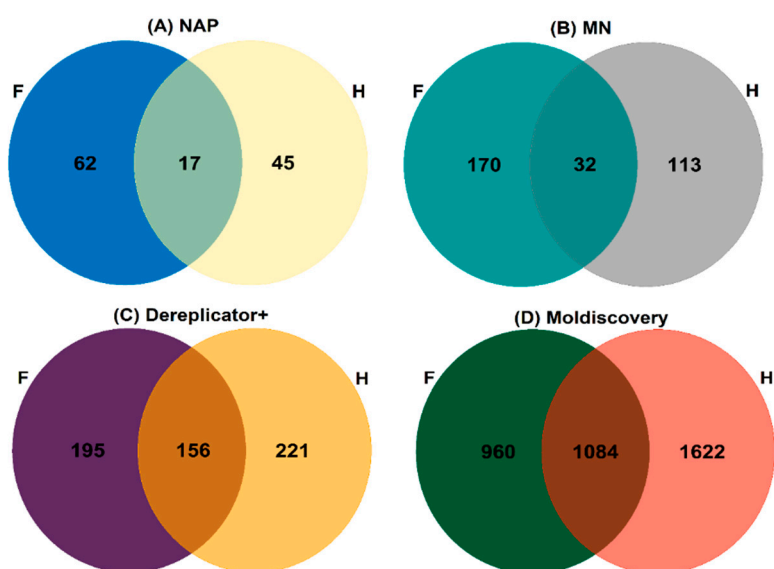 (A) NAP
F
H
62
17
45
(B) MN
F
H
170
32
113
(C) Dereplicator+
F
H
195
156
221
(D) Moldiscovery
F
H
960
1084
1622